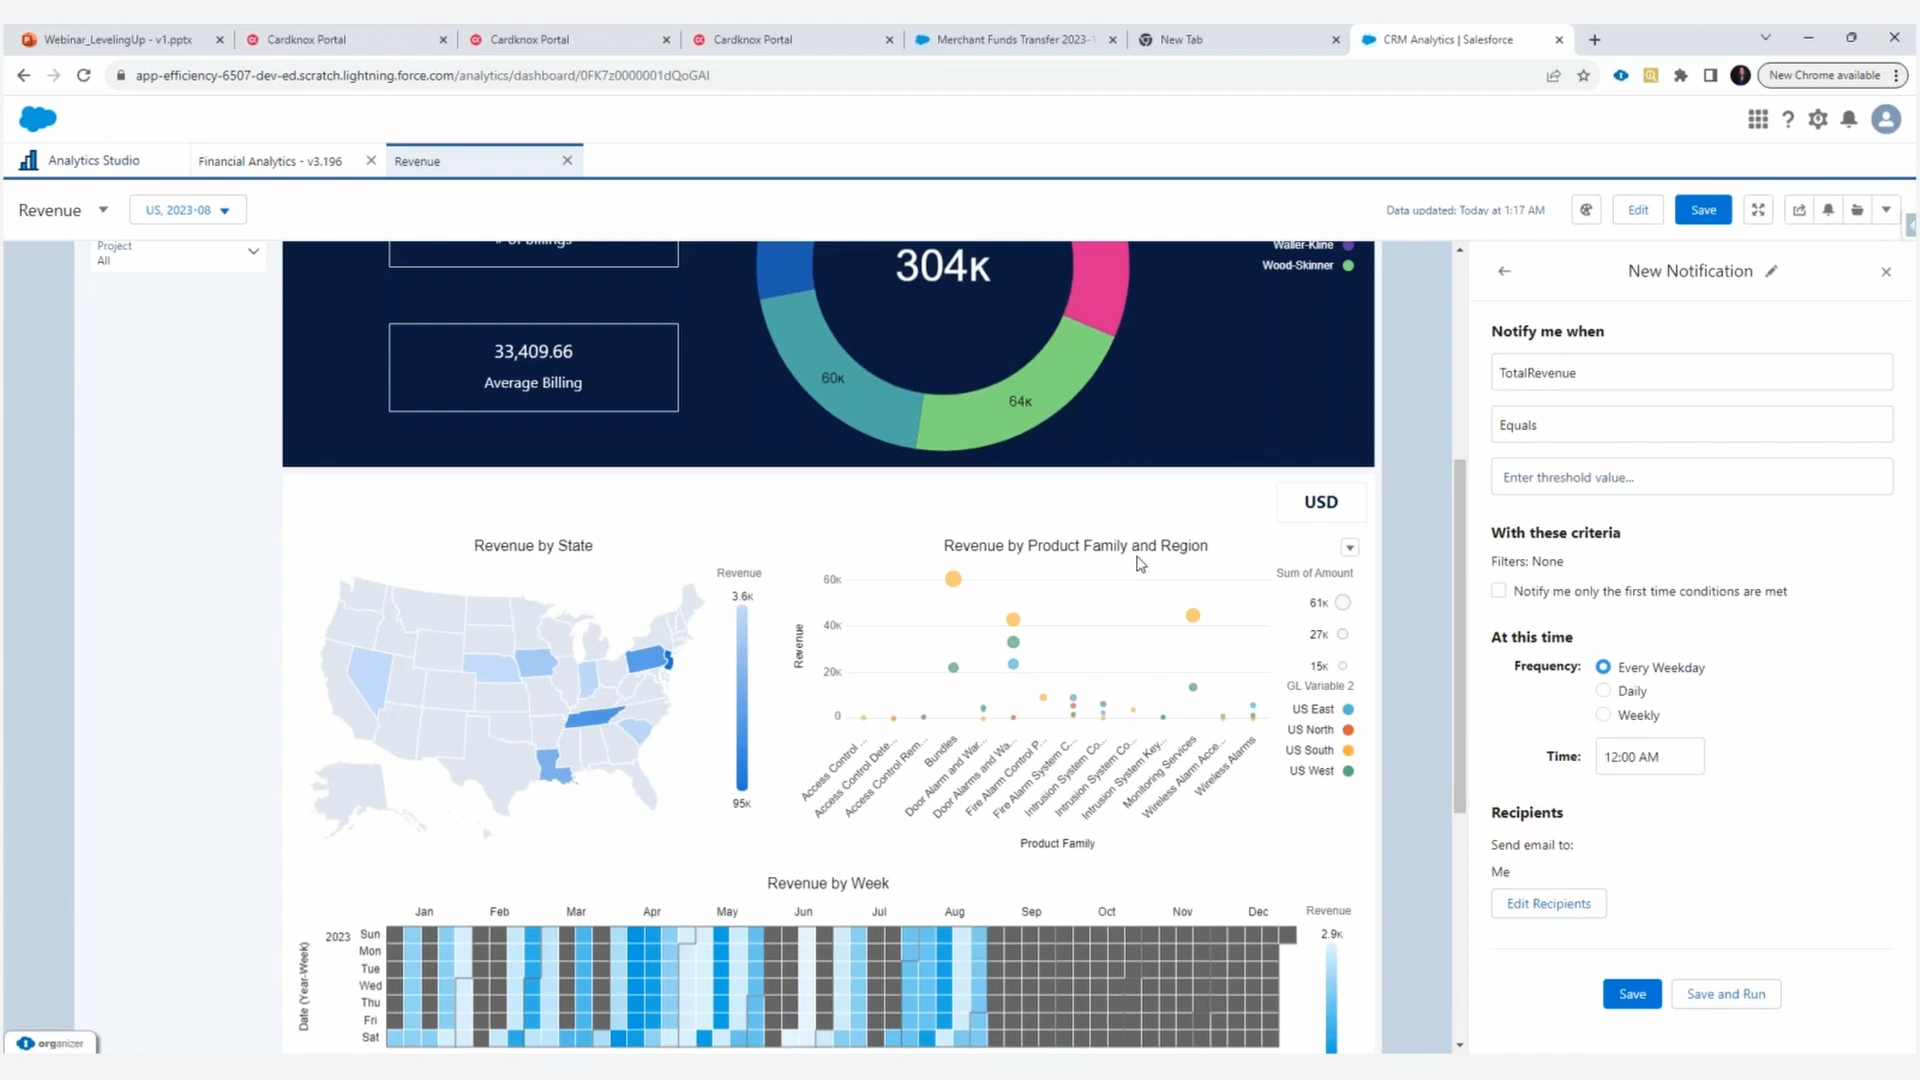 Webinar_LevelingUp - v1.pptx
Cardknox Portal
Cardknox Portal
Cardknox Portal
Merchant Funds Transfer 2023-
New Tab
CRM Analytics | Salesforce
app-efficiency-6507-dev-ed.scratch.lightning.force.com/analytics/dashboard/0FK7z0000001dQoGAI
New Chrome available
Analytics Studio
Financial Analytics - v3.196
Revenue
Revenue
US, 2023-08
Data updated: Today at 1:17 AM
Edit
Save
Project
All
# of Billings
33,409.66
Average Billing
304K
60K
64K
Waller-Kline
Wood-Skinner
USD
Revenue by State
Revenue
3.6K
95K
Revenue by Product Family and Region
Revenue
60K
40K
20K
0
Access Control ...
Access Control Dete...
Access Control Rem...
Bundles
Door Alarm and War...
Door Alarms and Wa...
Fire Alarm Control P...
Fire Alarm System C...
Intrusion System Co...
Intrusion System Co...
Intrusion System Key...
Monitoring Services
Wireless Alarm Acce...
Wireless Alarms
Product Family
Sum of Amount
61K
27K
15K
GL Variable 2
US East
US North
US South
US West
Revenue by Week
Jan Feb Mar Apr May Jun Jul Aug Sep Oct Nov Dec
Date (Year-Week)
2023
Sun
Mon
Tue
Wed
Thu
Fri
Sat
Revenue
2.9K
New Notification
Notify me when
TotalRevenue
Equals
Enter threshold value...
With these criteria
Filters: None
Notify me only the first time conditions are met
At this time
Frequency:
Every Weekday
Daily
Weekly
Time:
12:00 AM
Recipients
Send email to:
Me
Edit Recipients
Save
Save and Run
organizer